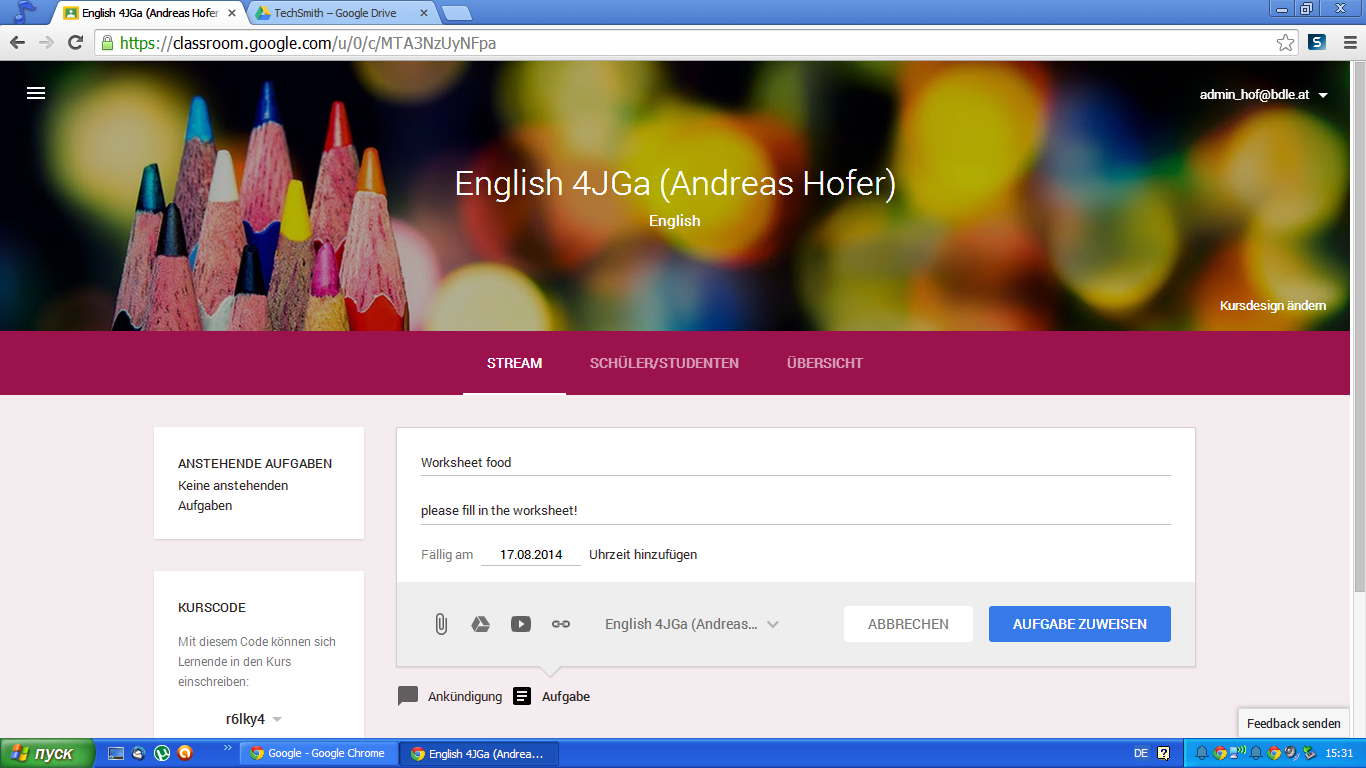 English 4JGa (Andreas Hofer
TechSmith – Google Drive
https://classroom.google.com/u/0/c/MTA3NzUyNFpa
admin_hof@bdle.at
English 4JGa (Andreas Hofer)
English
Kursdesign ändern
STREAM
SCHÜLER/STUDENTEN
ÜBERSICHT
ANSTEHENDE AUFGABEN
Keine anstehenden
Aufgaben
KURSCODE
Mit diesem Code können sich
Lernende in den Kurs
einschreiben:
r6lky4
Worksheet food
please fill in the worksheet!
Fällig am 17.08.2014 Uhrzeit hinzufügen
English 4JGa (Andreas...
ABBRECHEN
AUFGABE ZUWEISEN
Ankündigung
Aufgabe
Feedback senden
пуск
Google - Google Chrome
English 4JGa (Andrea...
DE
15:31